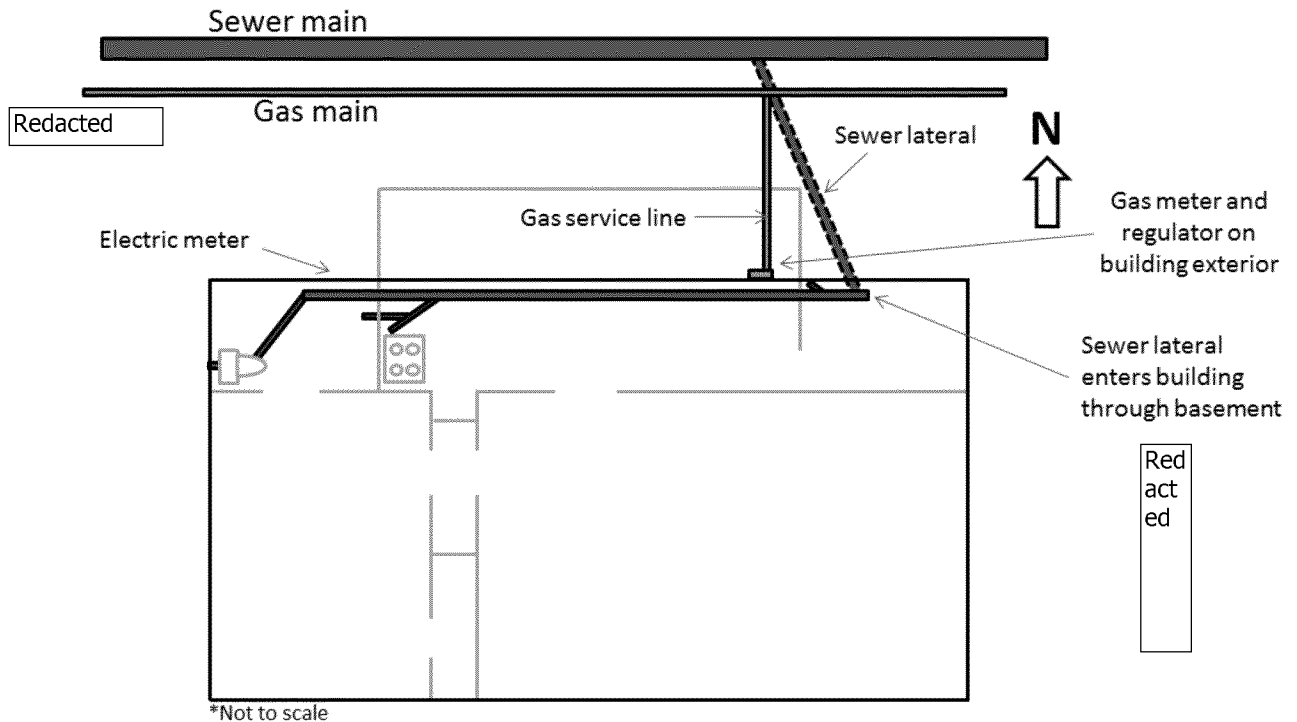 Sewer main
Gas main
Redacted
Sewer lateral
N
Gas service line
Gas meter and
regulator on
building exterior
Electric meter
Sewer lateral
enters building
through basement
Red
act
ed
*Not to scale